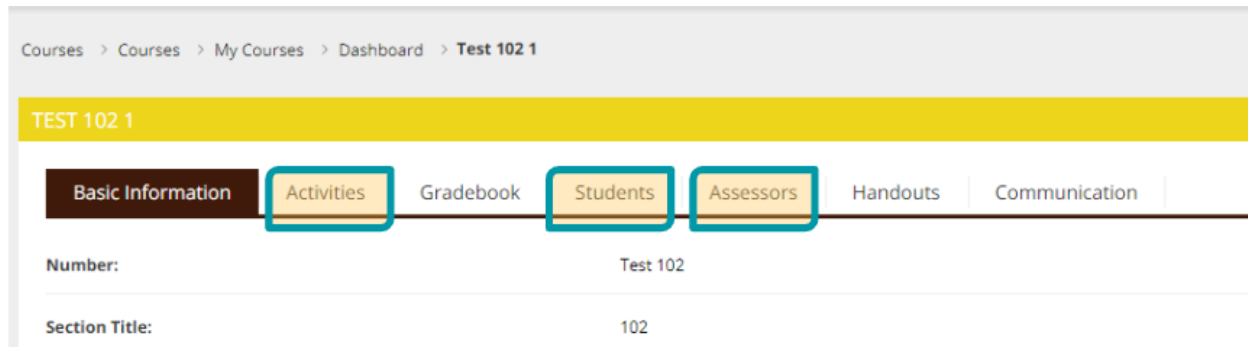 Courses > Courses > My Courses > Dashboard > Test 102 1
TEST 102 1
Basic Information Activities Gradebook Students Assessors Handouts Communication
Number: Test 102
Section Title: 102